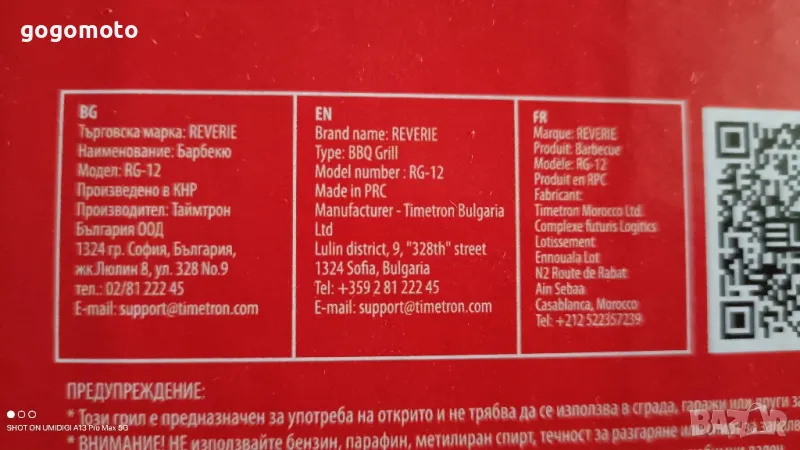 gogomoto
BG
Търговска марка: REVERIE
Наименование: Барбекю
Модел: RG-12
Произведено в КНР
Производител: Таймтрон
България ООД
1324 гр. София, България,
жк.Люлин 8, ул. 328 No.9
тел.: 02/81 222 45
E-mail: support@timetron.com
EN
Brand name: REVERIE
Type: BBQ Grill
Model number : RG-12
Made in PRC
Manufacturer - Timetron Bulgaria
Ltd
Lulin district, 9, "328th" street
1324 Sofia, Bulgaria
Tel: +359 2 81 222 45
E-mail: support@timetron.com
FR
Marque: REVERIE
Produit: Barbecue
Modèle: RG-12
Produit en RPC
Fabricant:
Timetron Morocco Ltd.
Complexe futuris Logitics
Lotissement
Ennouala Lot
N2 Route de Rabat
Ain Sebaa
Casablanca, Morocco
Tel: +212 522357239
ПРЕДУПРЕЖДЕНИЕ:
* Този грил е предназначен за употреба на открито и не трябва да се използва в сграда, гаражи или други
* ВНИМАНИЕ! НЕ използвайте бензин, парафин, метилиран спирт, течност за разгаряне или
SHOT ON UMIDIGI A13 Pro Max 5G
BAZAR